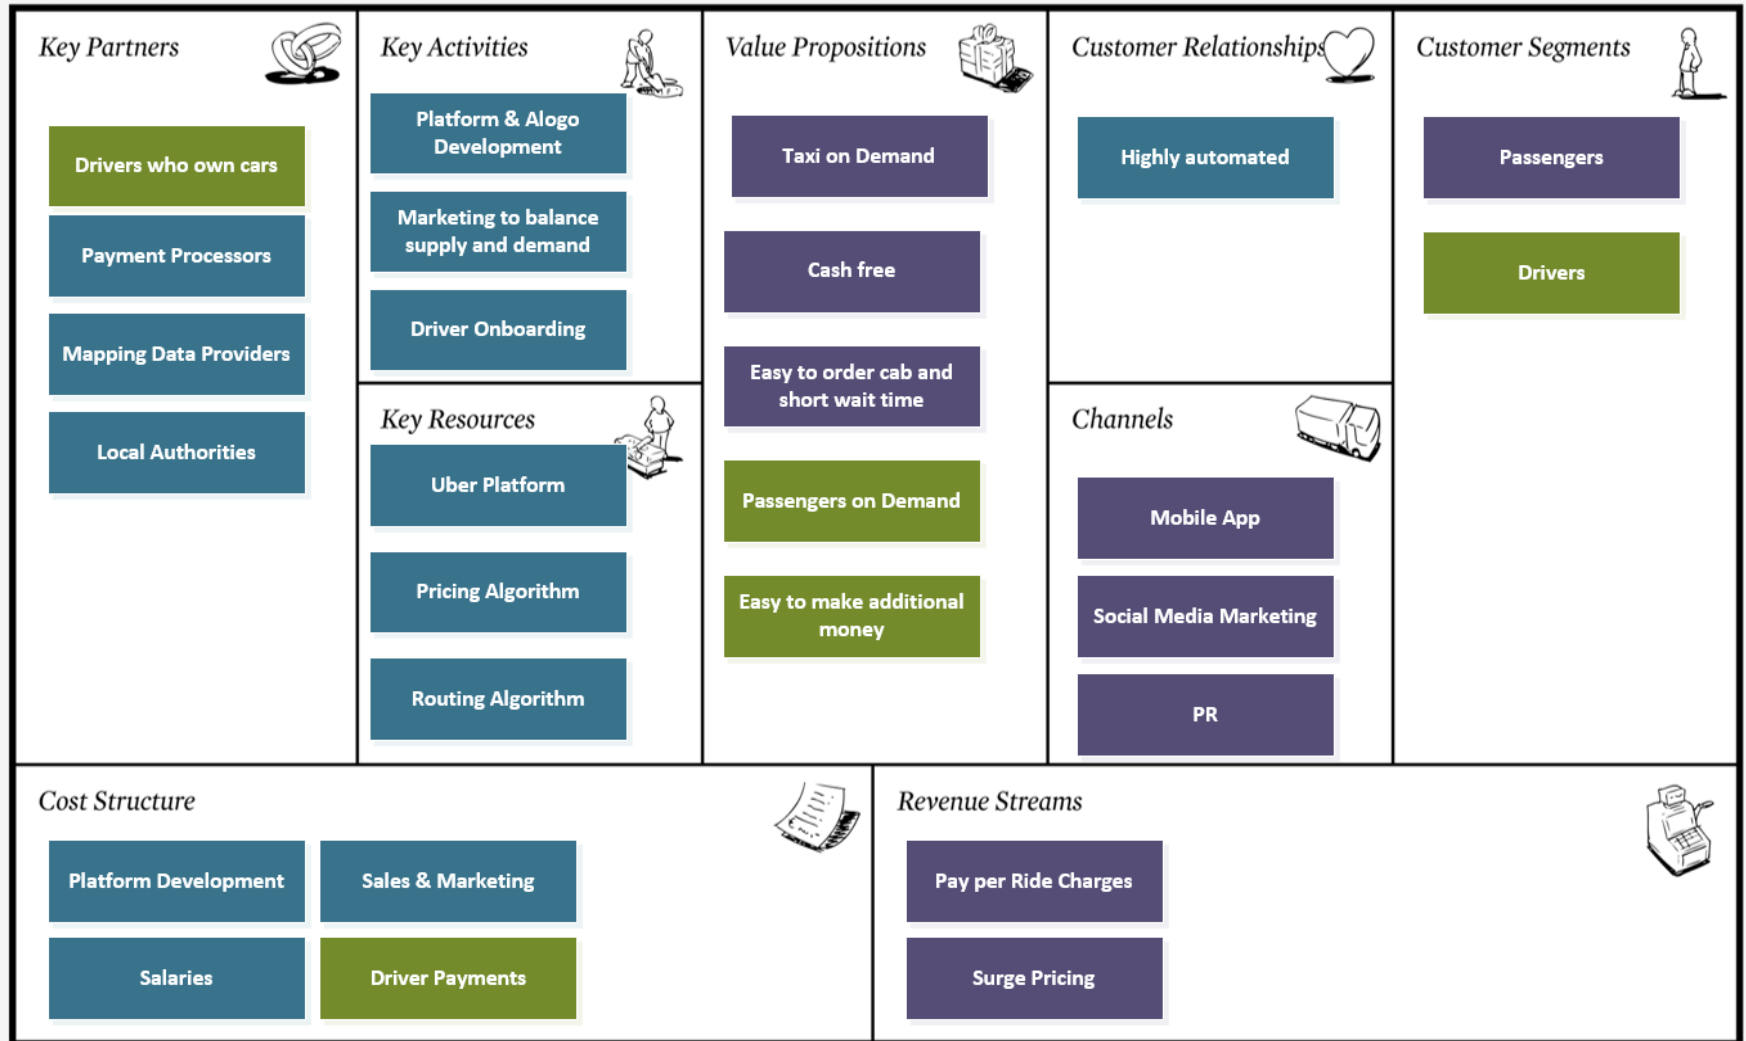 Key Partners
Drivers who own cars
Payment Processors
Mapping Data Providers
Local Authorities
Key Activities
Platform & Alogo
Development
Marketing to balance
supply and demand
Driver Onboarding
Key Resources
Uber Platform
Pricing Algorithm
Routing Algorithm
Value Propositions
Taxi on Demand
Cash free
Easy to order cab and
short wait time
Passengers on Demand
Easy to make additional
money
Customer Relationships
Highly automated
Channels
Mobile App
Social Media Marketing
PR
Customer Segments
Passengers
Drivers
Cost Structure
Platform Development
Sales & Marketing
Salaries
Driver Payments
Revenue Streams
Pay per Ride Charges
Surge Pricing